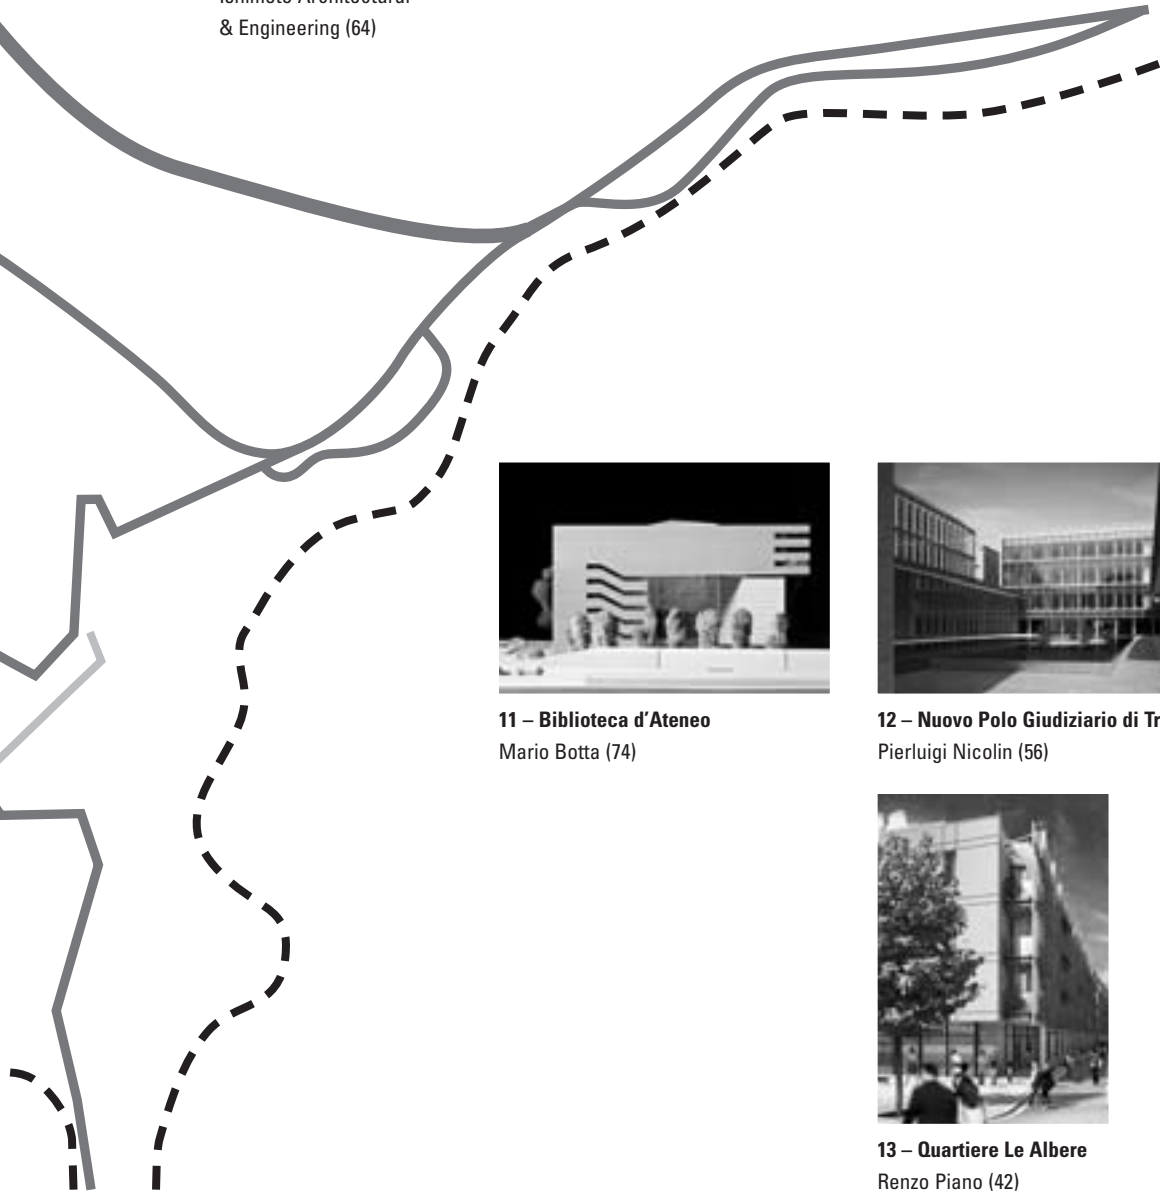 & Engineering (64)
11 – Biblioteca d’Ateneo
Mario Botta (74)
12 – Nuovo Polo Giudiziario di Tr
Pierluigi Nicolin (56)
13 – Quartiere Le Albere
Renzo Piano (42)